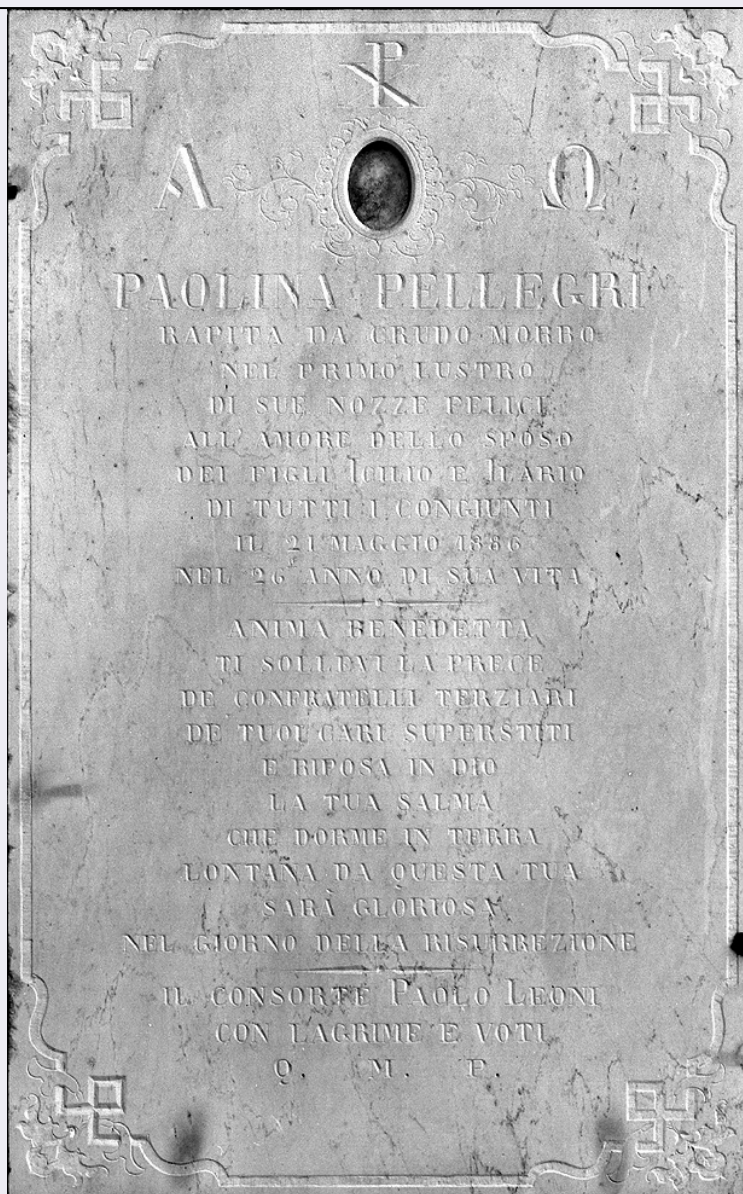 ☧
Α Ω
PAOLINA PELLEGRI
RAPITA DA CRUDO MORBO
NEL PRIMO LUSTRO
DI SUE NOZZE FELICI
ALL' AMORE DELLO SPOSO
DEI FIGLI ICILIO E ILARIO
DI TUTTI I CONGIUNTI
IL 21 MAGGIO 1886
NEL 26° ANNO DI SUA VITA
ANIMA BENEDETTA
TI SOLLEVI LA PRECE
DE' CONFRATELLI TERZIARI
DE' TUOI CARI SUPERSTITI
E RIPOSA IN DIO
LA TUA SALMA
CHE DORME IN TERRA
LONTANA DA QUESTA TUA
SARÀ GLORIOSA
NEL GIORNO DELLA RISURREZIONE
IL CONSORTE PAOLO LEONI
CON LAGRIME E VOTI
Q. M. P.